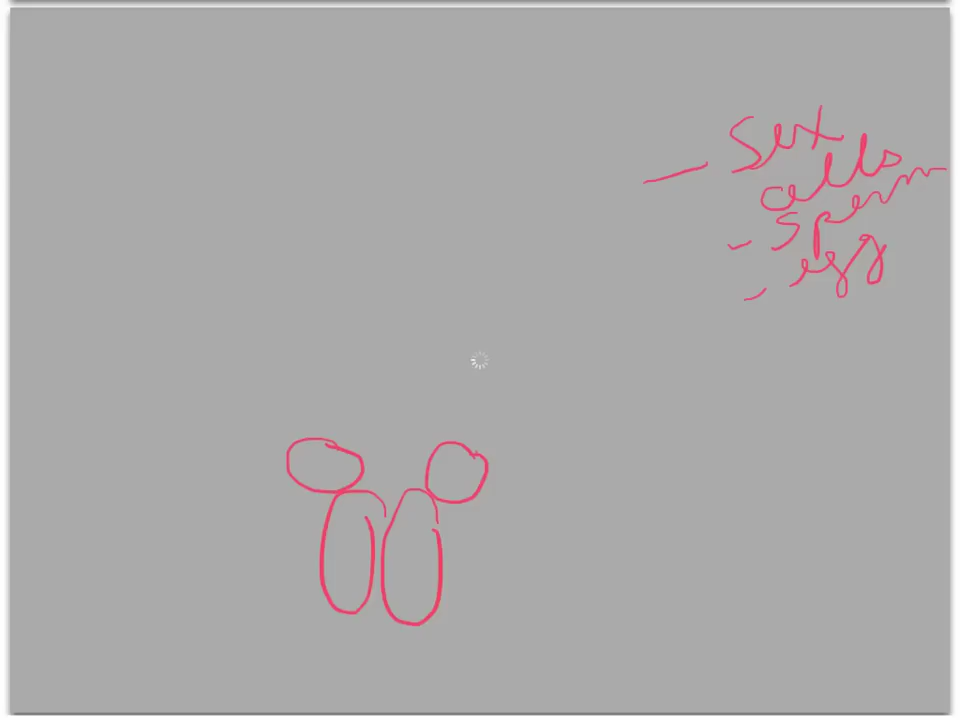 - Sex
cells
- sperm
- egg